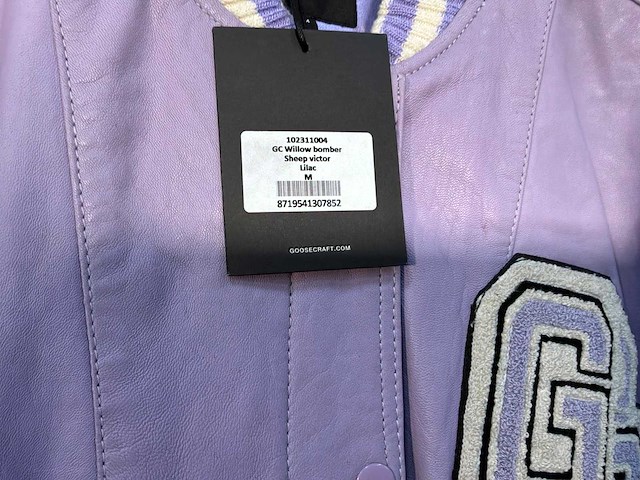 102311004
GC Willow bomber
Sheep victor
Lilac
M
8719541307852
GOOSECRAFT.COM
G